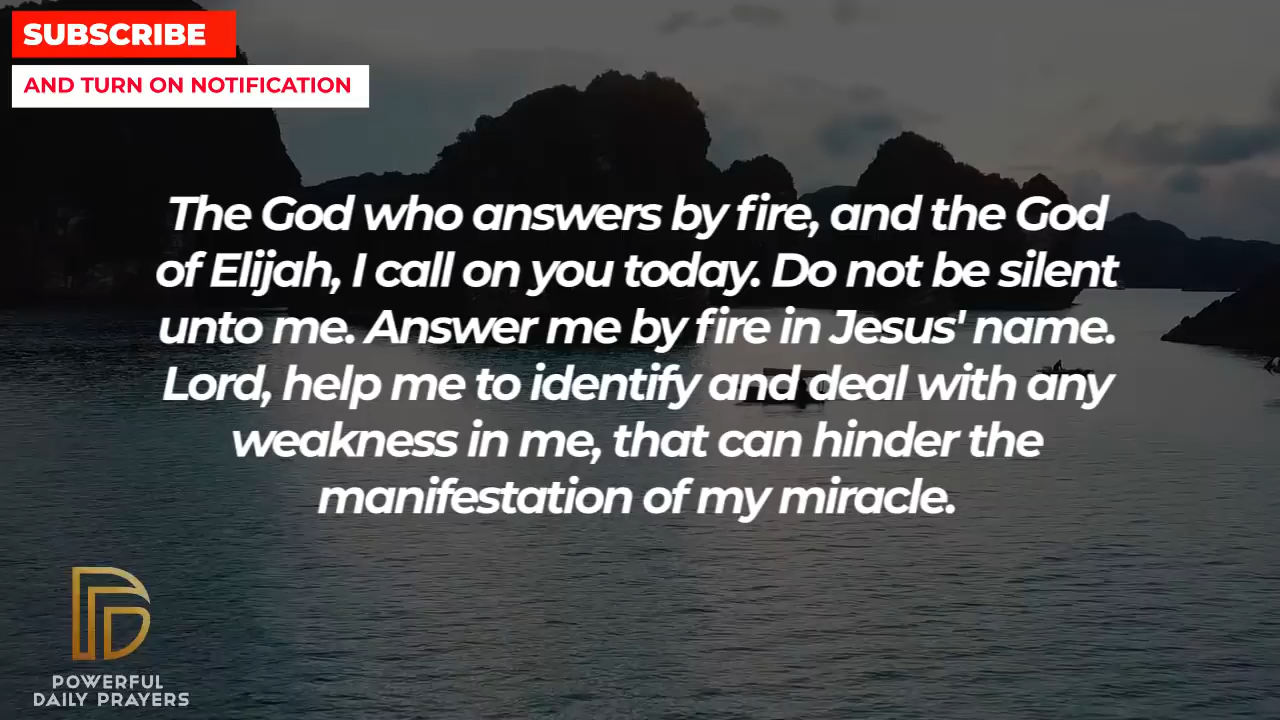 SUBSCRIBE
AND TURN ON NOTIFICATION
The God who answers by fire, and the God
of Elijah, I call on you today. Do not be silent
unto me. Answer me by fire in Jesus' name.
Lord, help me to identify and deal with any
weakness in me, that can hinder the
manifestation of my miracle.
POWERFUL
DAILY PRAYERS